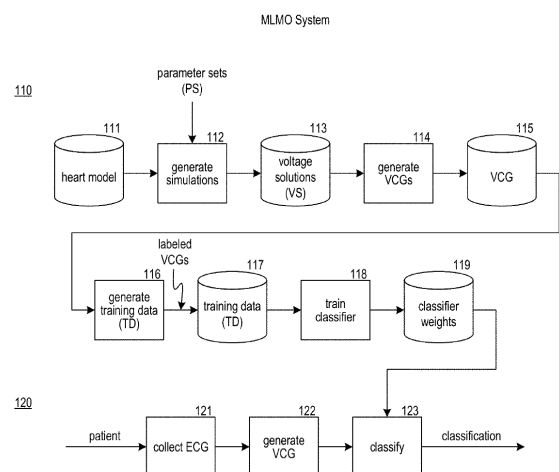 MLMO System
110
parameter sets
(PS)
111
heart model
112
generate
simulations
113
voltage
solutions
(VS)
114
generate
VCGs
115
VCG
labeled
VCGs
116
generate
training data
(TD)
117
training data
(TD)
118
train
classifier
119
classifier
weights
120
patient
121
collect ECG
122
generate
VCG
123
classify
classification